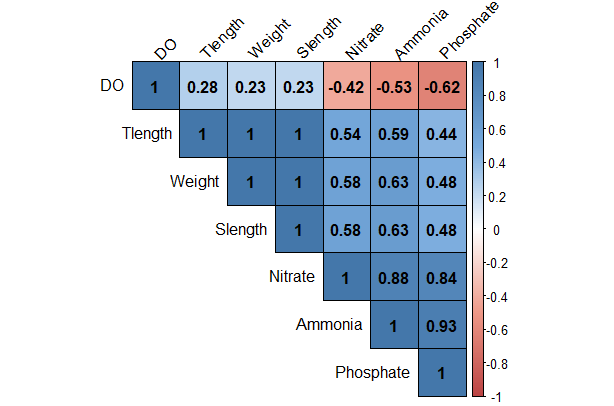 DO Tlength Weight Slength Nitrate Ammonia Phosphate
DO 1 0.28 0.23 0.23 -0.42 -0.53 -0.62
Tlength 1 1 1 0.54 0.59 0.44
Weight 1 1 0.58 0.63 0.48
Slength 1 0.58 0.63 0.48
Nitrate 1 0.88 0.84
Ammonia 1 0.93
Phosphate 1
1
0.8
0.6
0.4
0.2
0
-0.2
-0.4
-0.6
-0.8
-1